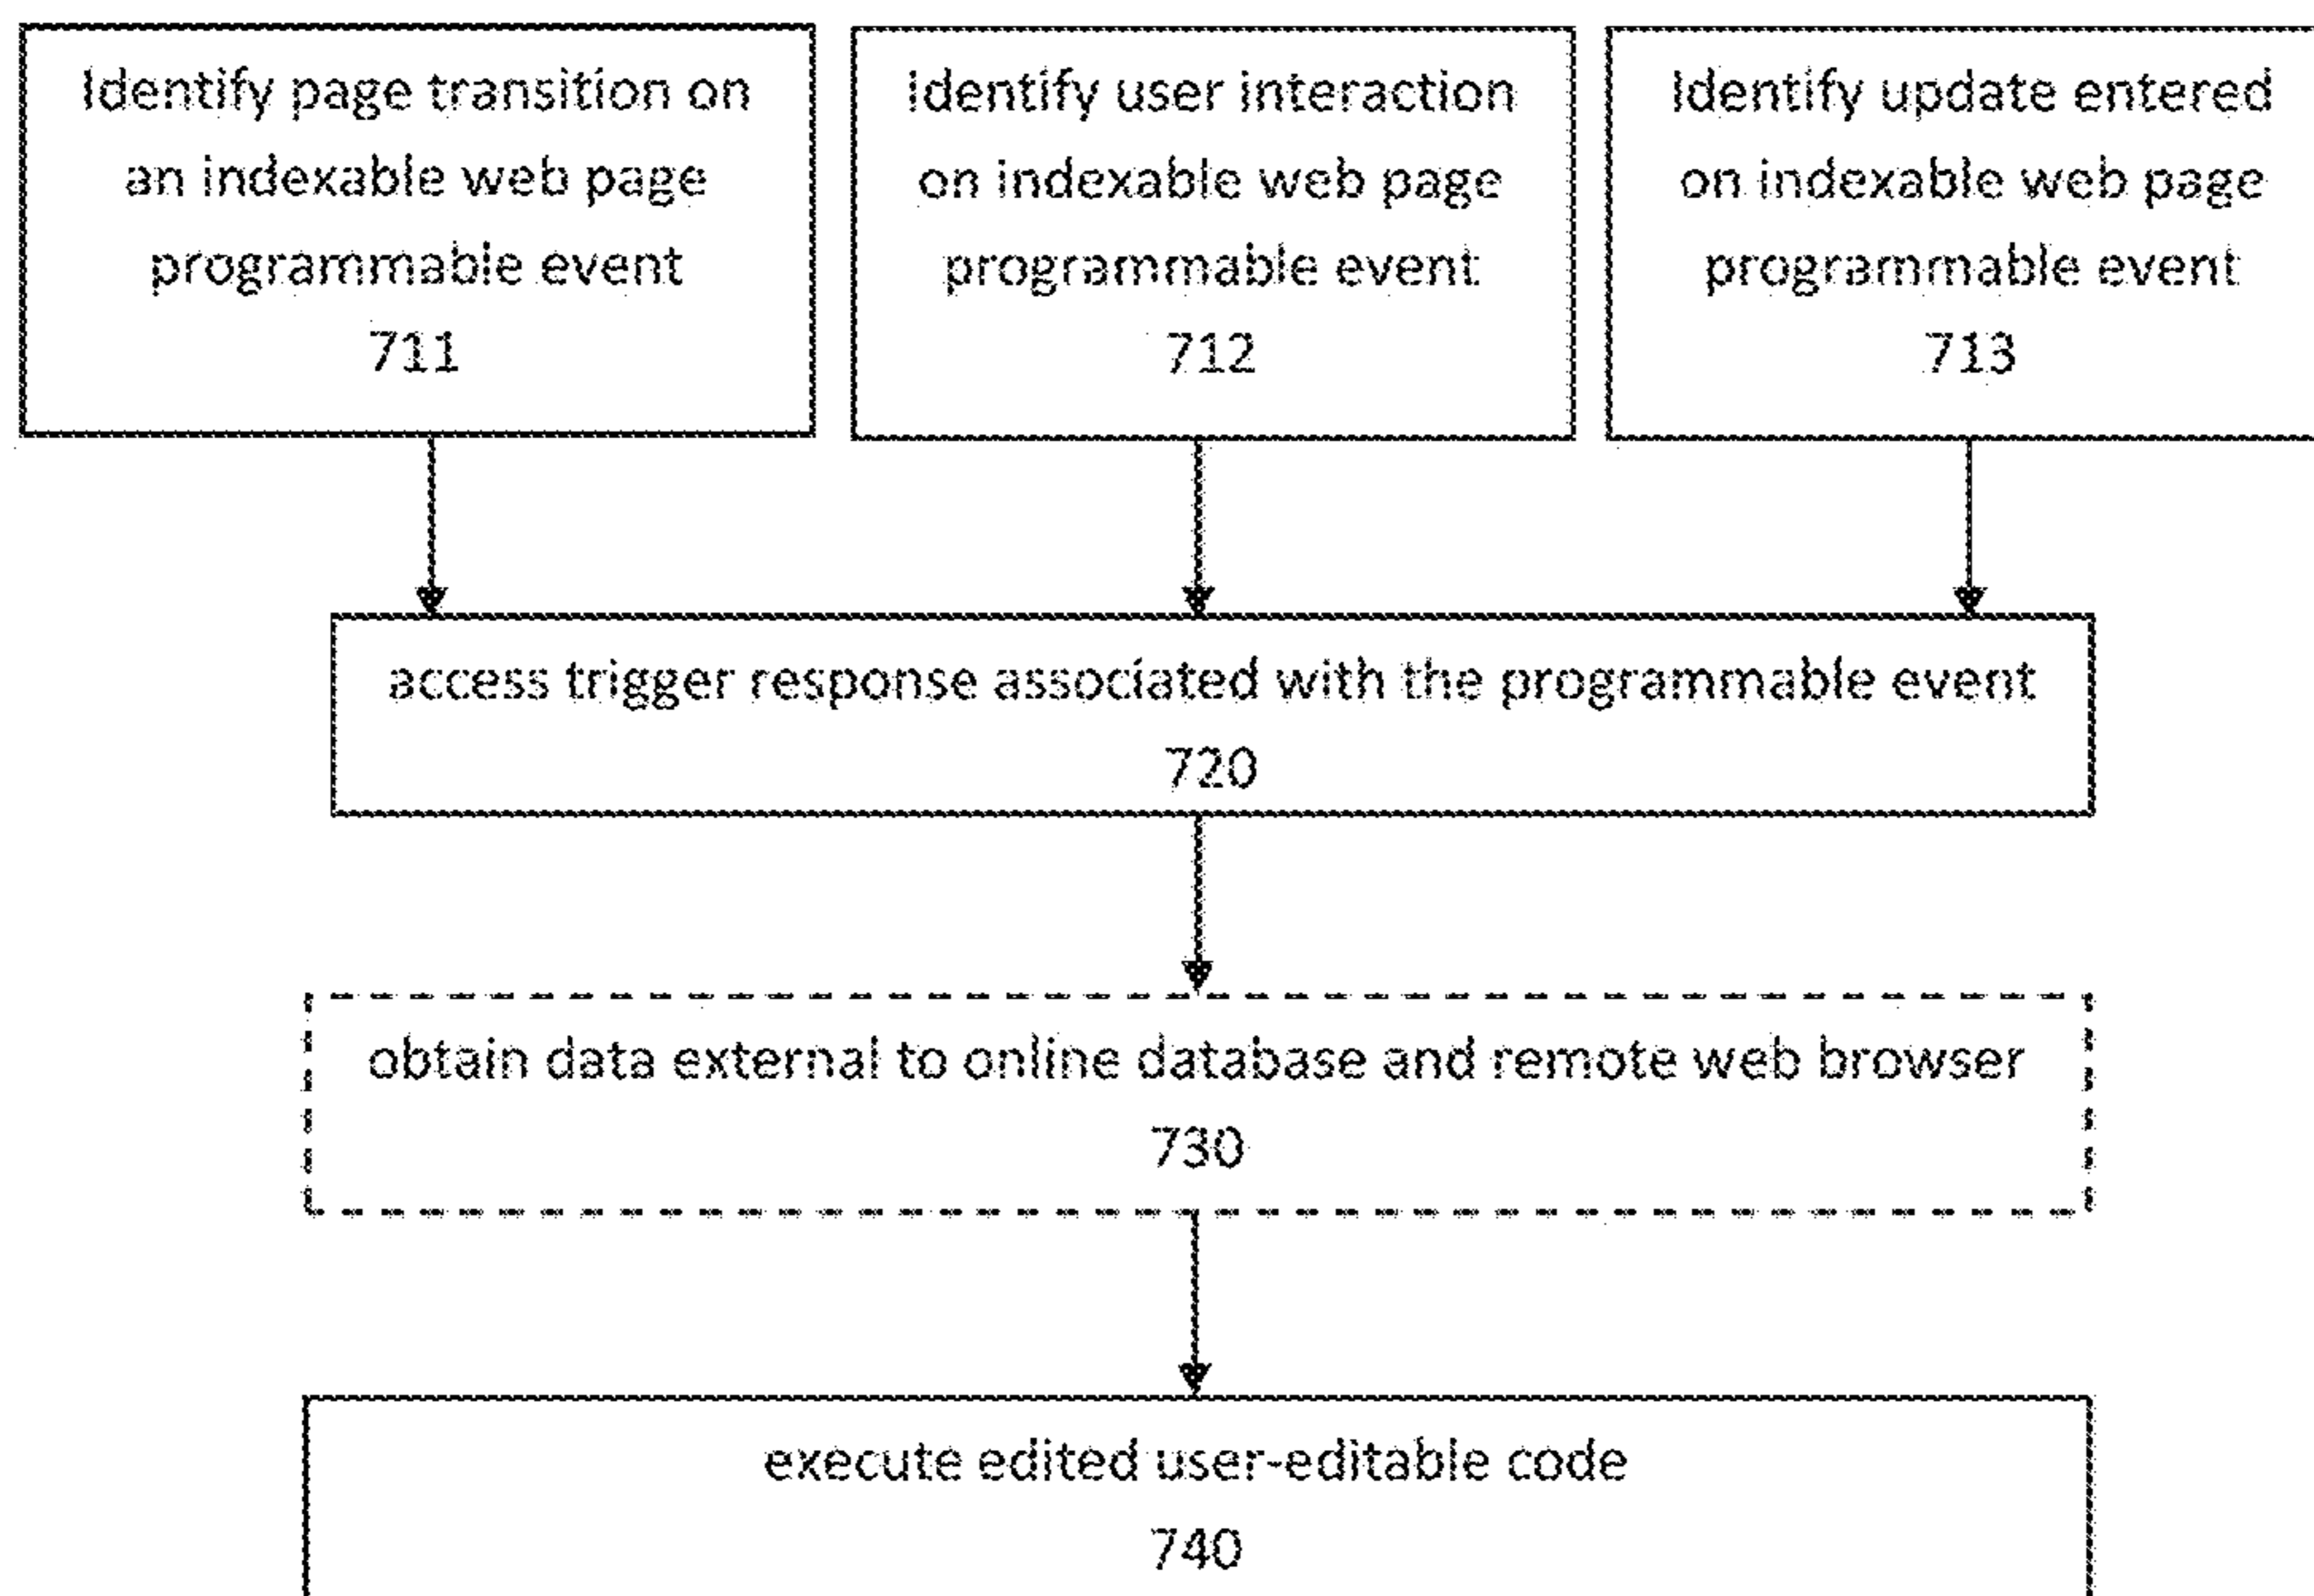 Identify page transition on
an indexable web page
programmable event
711
Identify user interaction
on indexable web page
programmable event
712
Identify update entered
on indexable web page
programmable event
713
access trigger response associated with the programmable event
720
obtain data external to online database and remote web browser
730
execute edited user-editable code
740